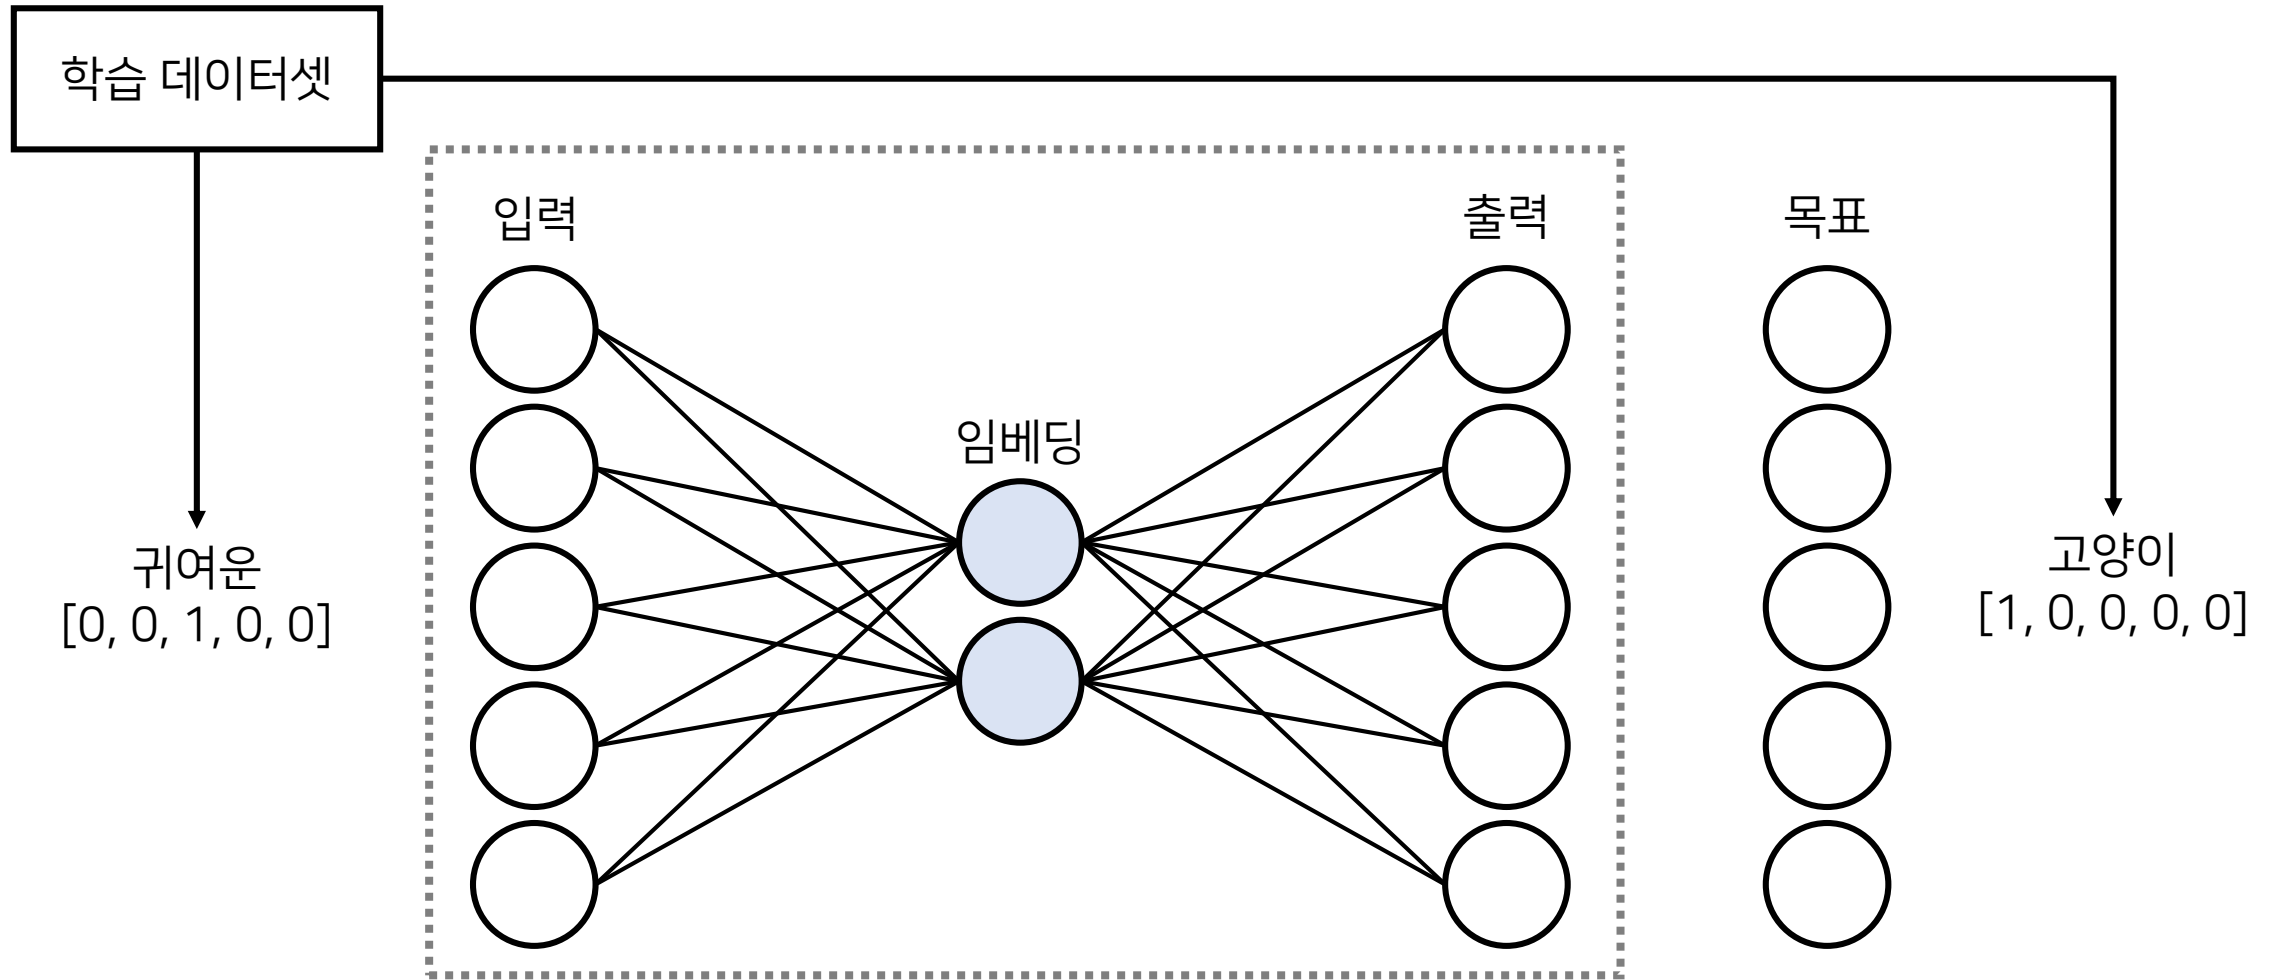 학습 데이터셋
입력
출력
목표
임베딩
귀여운
[0, 0, 1, 0, 0]
고양이
[1, 0, 0, 0, 0]